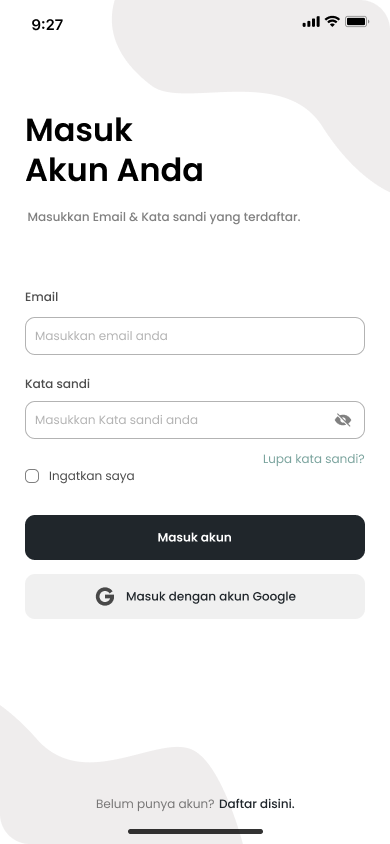 9:27
Masuk
Akun Anda
Masukkan Email & Kata sandi yang terdaftar.
Email
Masukkan email anda
Kata sandi
Masukkan Kata sandi anda
Lupa kata sandi?
Ingatkan saya
Masuk akun
G Masuk dengan akun Google
Belum punya akun? Daftar disini.